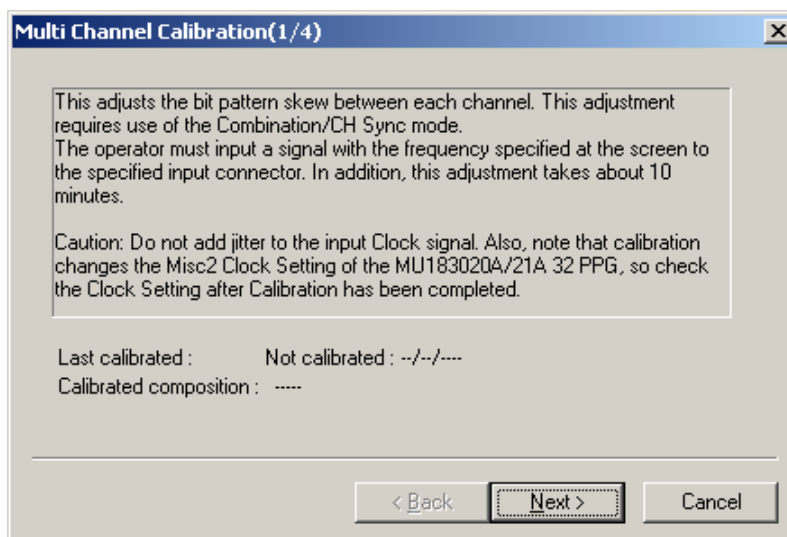 Multi Channel Calibration(1/4)
This adjusts the bit pattern skew between each channel. This adjustment
requires use of the Combination/CH Sync mode.
The operator must input a signal with the frequency specified at the screen to
the specified input connector. In addition, this adjustment takes about 10
minutes.
Caution: Do not add jitter to the input Clock signal. Also, note that calibration
changes the Misc2 Clock Setting of the MU183020A/21A 32 PPG, so check
the Clock Setting after Calibration has been completed.
Last calibrated : Not calibrated : --/--/----
Calibrated composition : -----
< Back Next > Cancel